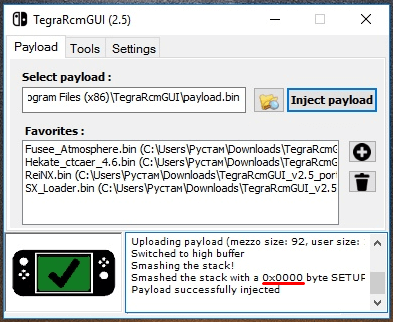 TegraRcmGUI (2.5)
Payload
Tools
Settings
Select payload :
ogram Files (x86)\TegraRcmGUI\payload.bin
Inject payload
Favorites :
Fusee_Atmosphere.bin (C:\Users\Рустам\Downloads\TegraRcmG
Hekate_ctcaer_4.6.bin (C:\Users\Рустам\Downloads\TegraRcmG
ReiNX.bin (C:\Users\Рустам\Downloads\TegraRcmGUI_v2.5_por
SX_Loader.bin (C:\Users\Рустам\Downloads\TegraRcmGUI_v2.5
Uploading payload (mezzo size: 92, user size:
Switched to high buffer
Smashing the stack!
Smashed the stack with a 0x0000 byte SETUP
Payload successfully injected